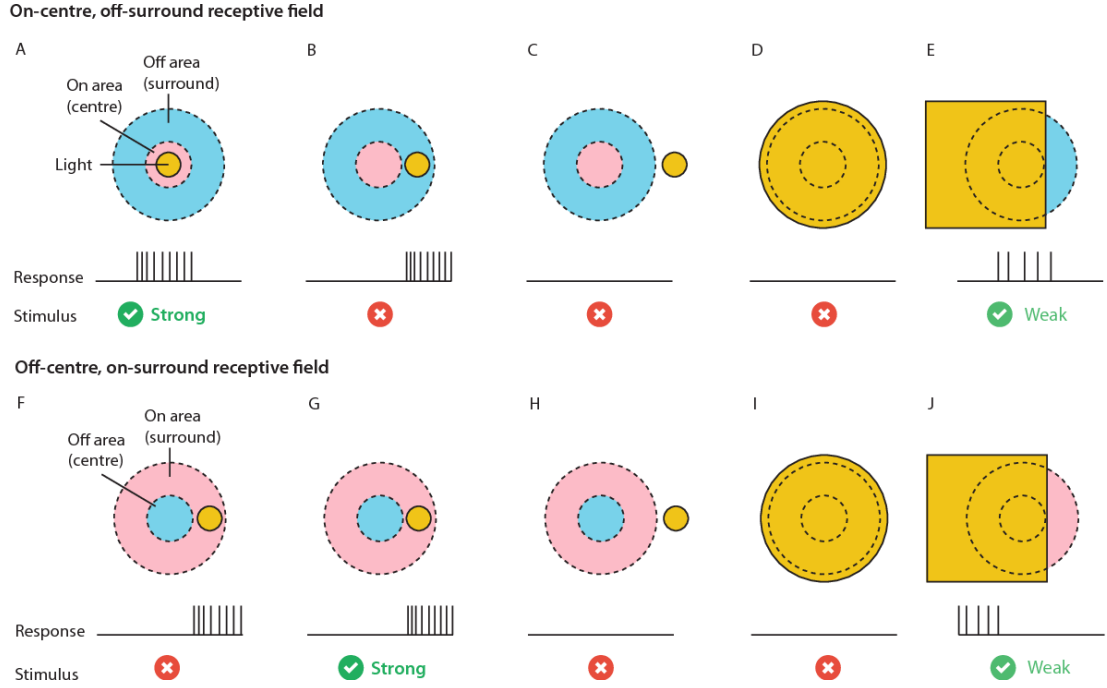 On-centre, off-surround receptive field
A
B
C
D
E
Off area
(surround)
On area
(centre)
Light
Response
Stimulus
Strong
Weak
Off-centre, on-surround receptive field
F
G
H
I
J
On area
(surround)
Off area
(centre)
Response
Stimulus
Strong
Weak